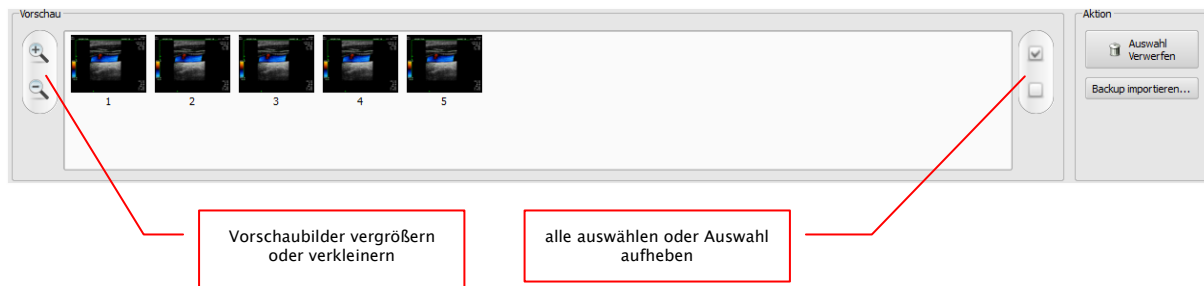 Vorschau
Aktion
1
2
3
4
5
Auswahl
Verwerfen
Backup importieren...
Vorschaubilder vergrößern
oder verkleinern
alle auswählen oder Auswahl
aufheben